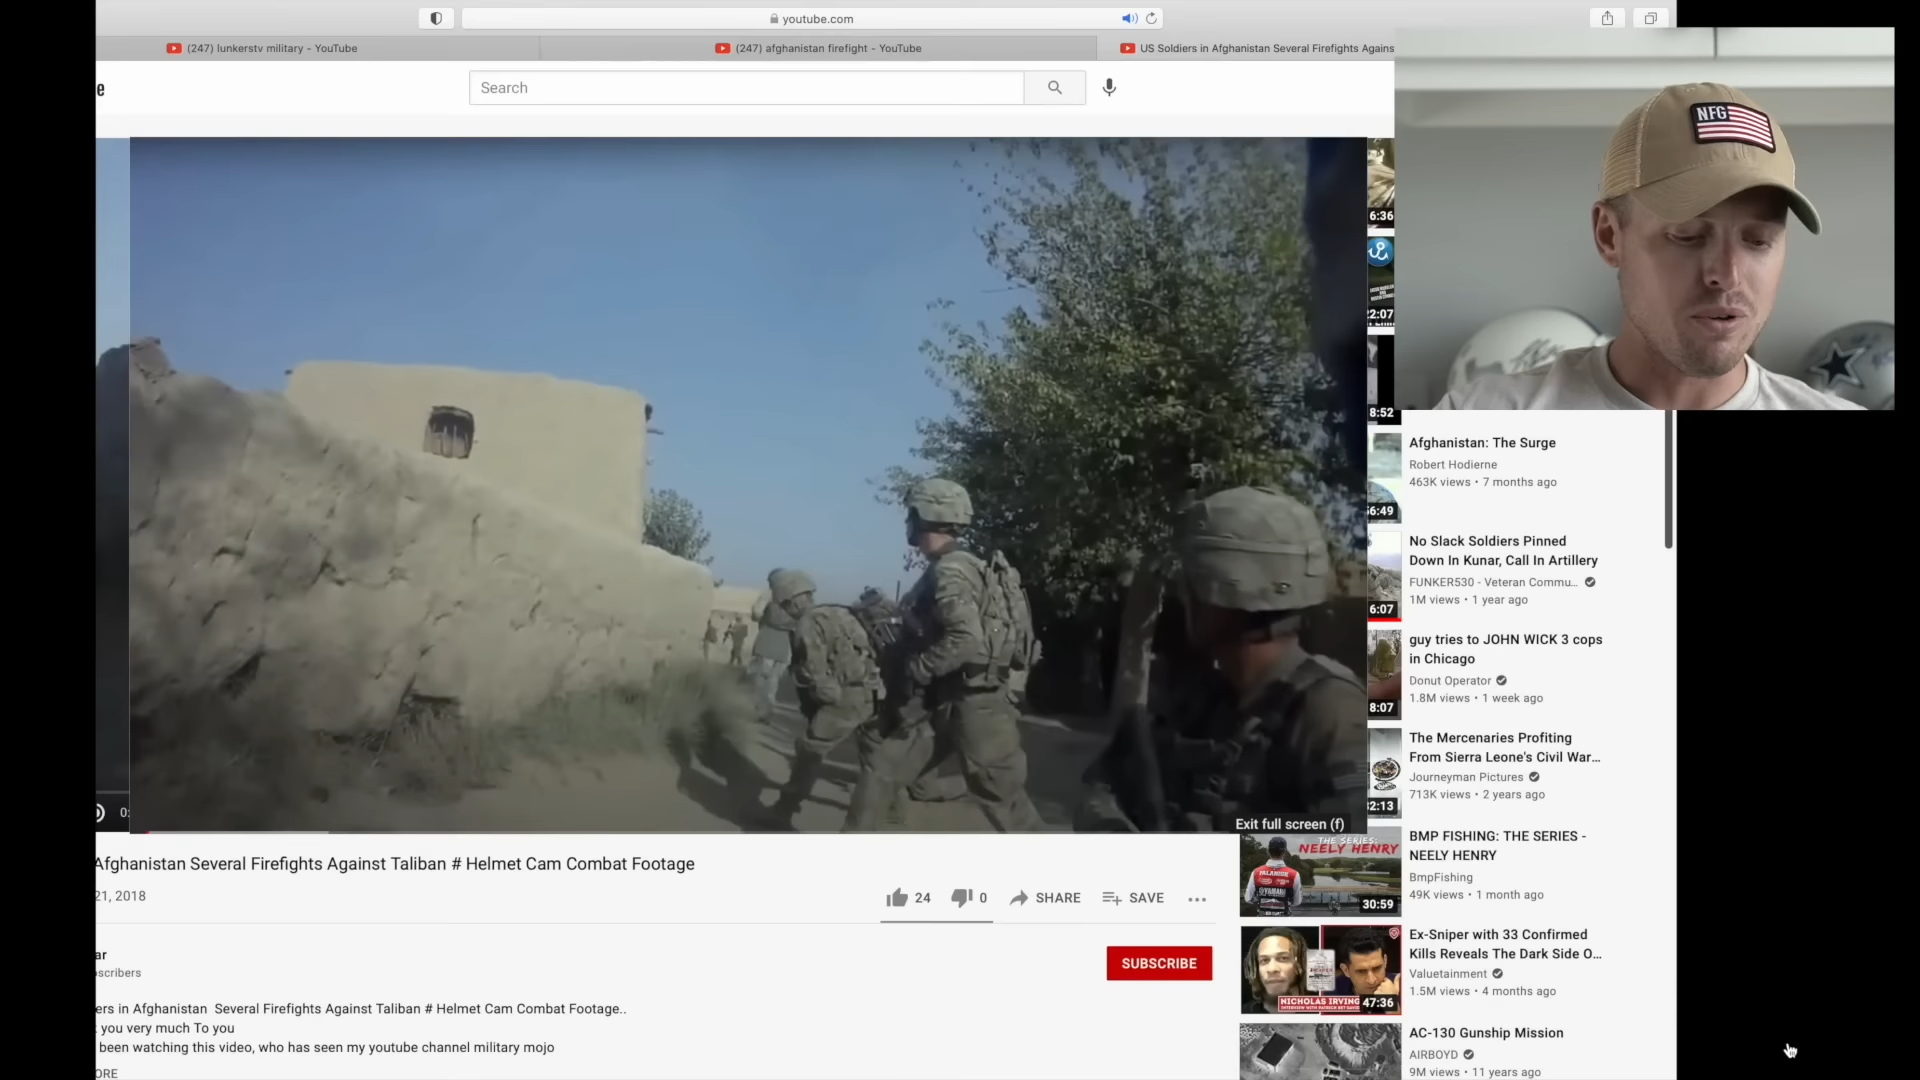 youtube.com
(247) lunkerstv military - YouTube
(247) afghanistan firefight - YouTube
US Soldiers in Afghanistan Several Firefights Agains
e
Search
NFG
6:36
22:07
8:52
Afghanistan: The Surge
Robert Hodierne
463K views • 7 months ago
6:49
No Slack Soldiers Pinned
Down In Kunar, Call In Artillery
FUNKER530 - Veteran Commu...
1M views • 1 year ago
6:07
guy tries to JOHN WICK 3 cops
in Chicago
Donut Operator
1.8M views • 1 week ago
8:07
The Mercenaries Profiting
From Sierra Leone's Civil War...
Journeyman Pictures
713K views • 2 years ago
32:13
0:
Exit full screen (f)
Afghanistan Several Firefights Against Taliban # Helmet Cam Combat Footage
21, 2018
24
0
SHARE
SAVE
THE SERIES:
NEELY HENRY
PALANIUK
YAMAHA
30:59
BMP FISHING: THE SERIES -
NEELY HENRY
BmpFishing
49K views • 1 month ago
ar
bscribers
SUBSCRIBE
NICHOLAS IRVING
47:36
Ex-Sniper with 33 Confirmed
Kills Reveals The Dark Side O...
Valuetainment
1.5M views • 4 months ago
ers in Afghanistan Several Firefights Against Taliban # Helmet Cam Combat Footage..
you very much To you
been watching this video, who has seen my youtube channel military mojo
ORE
AC-130 Gunship Mission
AIRBOYD
9M views • 11 years ago